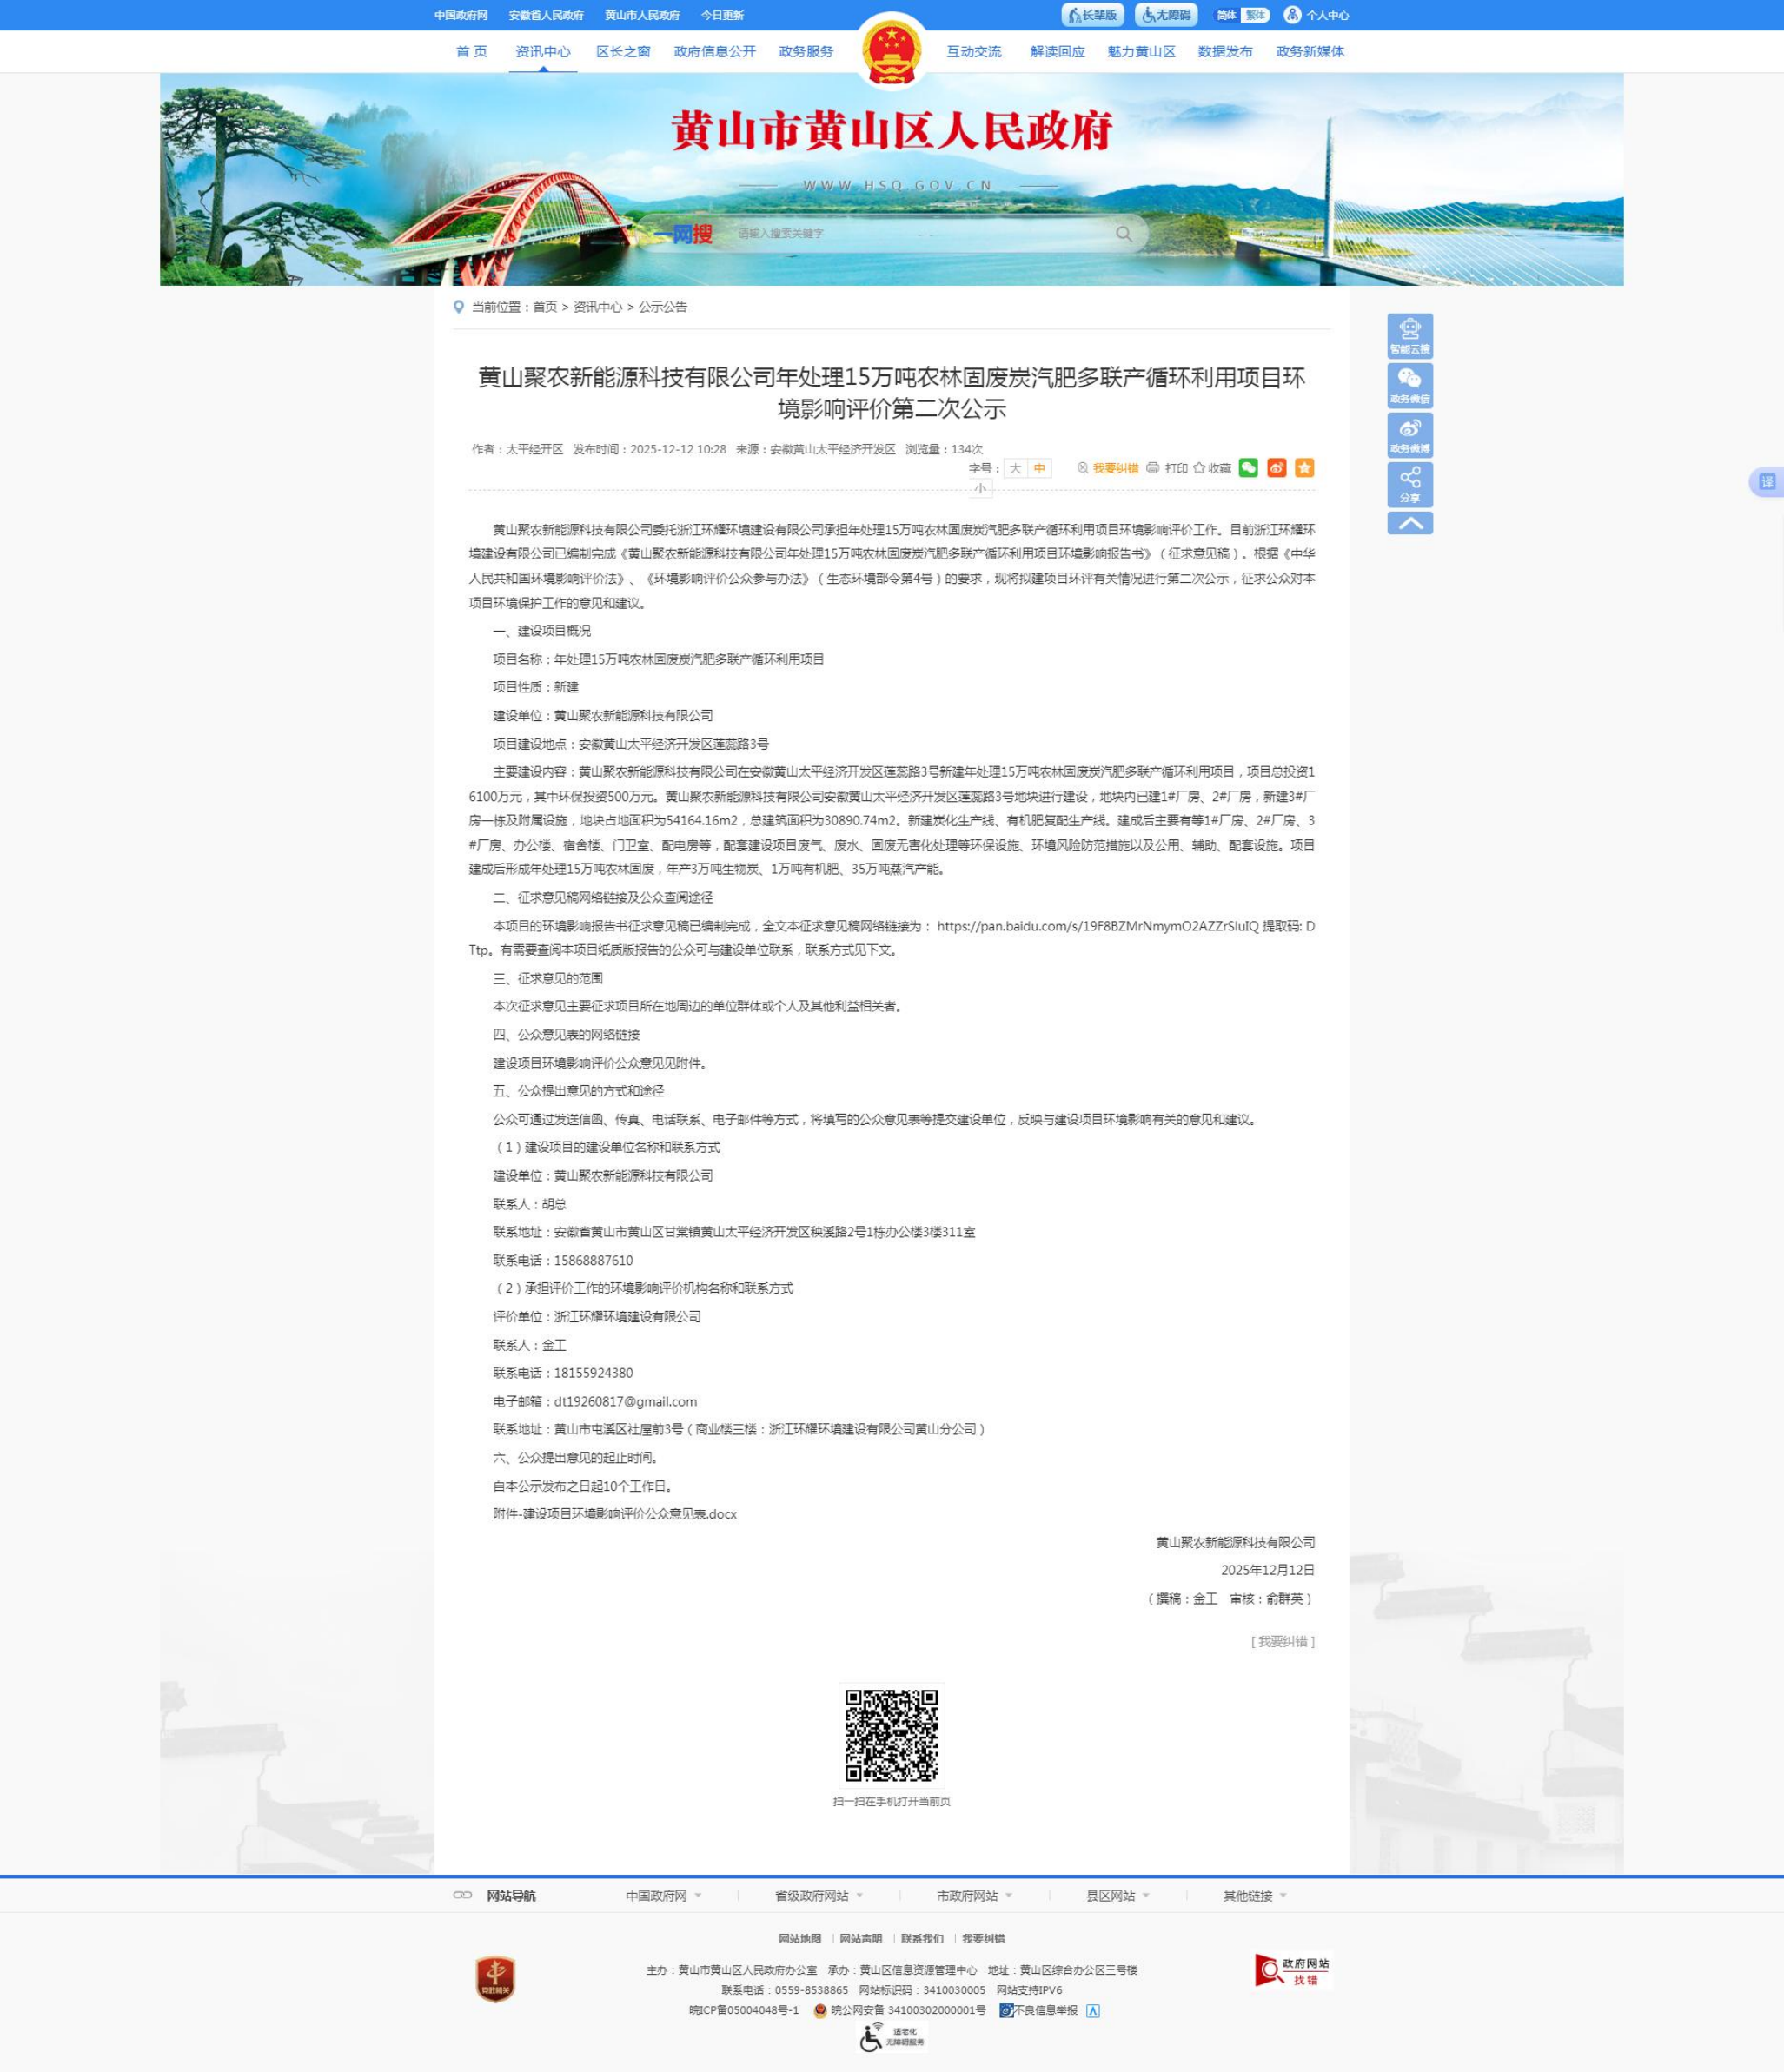 中国政府网 安徽省人民政府 黄山市人民政府 今日更新 长辈版 无障碍 简体 繁体 个人中心
首 页 资讯中心 区长之窗 政府信息公开 政务服务 互动交流 解读回应 魅力黄山区 数据发布 政务新媒体
黄山市黄山区人民政府
WWW.HSQ.GOV.CN
一网搜 请输入搜索关键字
当前位置：首页 > 资讯中心 > 公示公告
智能云搜
政务微信
政务微博
分享
译
黄山聚农新能源科技有限公司年处理15万吨农林固废炭汽肥多联产循环利用项目环
境影响评价第二次公示
作者：太平经开区 发布时间：2025-12-12 10:28 来源：安徽黄山太平经济开发区 浏览量：134次
字号： 大 中 小 我要纠错 打印 收藏
黄山聚农新能源科技有限公司委托浙江环耀环境建设有限公司承担年处理15万吨农林固废炭汽肥多联产循环利用项目环境影响评价工作。目前浙江环耀环
境建设有限公司已编制完成《黄山聚农新能源科技有限公司年处理15万吨农林固废炭汽肥多联产循环利用项目环境影响报告书》（征求意见稿）。根据《中华
人民共和国环境影响评价法》、《环境影响评价公众参与办法》（生态环境部令第4号）的要求，现将拟建项目环评有关情况进行第二次公示，征求公众对本
项目环境保护工作的意见和建议。
一、建设项目概况
项目名称：年处理15万吨农林固废炭汽肥多联产循环利用项目
项目性质：新建
建设单位：黄山聚农新能源科技有限公司
项目建设地点：安徽黄山太平经济开发区莲蕊路3号
主要建设内容：黄山聚农新能源科技有限公司在安徽黄山太平经济开发区莲蕊路3号新建年处理15万吨农林固废炭汽肥多联产循环利用项目，项目总投资1
6100万元，其中环保投资500万元。黄山聚农新能源科技有限公司安徽黄山太平经济开发区莲蕊路3号地块进行建设，地块内已建1#厂房、2#厂房，新建3#厂
房一栋及附属设施，地块占地面积为54164.16m2，总建筑面积为30890.74m2。新建炭化生产线、有机肥复配生产线。建成后主要有等1#厂房、2#厂房、3
#厂房、办公楼、宿舍楼、门卫室、配电房等，配套建设项目废气、废水、固废无害化处理等环保设施、环境风险防范措施以及公用、辅助、配套设施。项目
建成后形成年处理15万吨农林固废，年产3万吨生物炭、1万吨有机肥、35万吨蒸汽产能。
二、征求意见稿网络链接及公众查阅途径
本项目的环境影响报告书征求意见稿已编制完成，全文本征求意见稿网络链接为： https://pan.baidu.com/s/19F8BZMrNmymO2AZZrSluIQ 提取码: D
Ttp。有需要查阅本项目纸质版报告的公众可与建设单位联系，联系方式见下文。
三、征求意见的范围
本次征求意见主要征求项目所在地周边的单位群体或个人及其他利益相关者。
四、公众意见表的网络链接
建设项目环境影响评价公众意见见附件。
五、公众提出意见的方式和途径
公众可通过发送信函、传真、电话联系、电子邮件等方式，将填写的公众意见表等提交建设单位，反映与建设项目环境影响有关的意见和建议。
（1）建设项目的建设单位名称和联系方式
建设单位：黄山聚农新能源科技有限公司
联系人：胡总
联系地址：安徽省黄山市黄山区甘棠镇黄山太平经济开发区秧溪路2号1栋办公楼3楼311室
联系电话：15868887610
（2）承担评价工作的环境影响评价机构名称和联系方式
评价单位：浙江环耀环境建设有限公司
联系人：金工
联系电话：18155924380
电子邮箱：dt19260817@gmail.com
联系地址：黄山市屯溪区社屋前3号（商业楼三楼：浙江环耀环境建设有限公司黄山分公司）
六、公众提出意见的起止时间。
自本公示发布之日起10个工作日。
附件-建设项目环境影响评价公众意见表.docx
黄山聚农新能源科技有限公司
2025年12月12日
（撰稿：金工 审核：俞群英）
[ 我要纠错 ]
扫一扫在手机打开当前页
网站导航 中国政府网 省级政府网站 市政府网站 县区网站 其他链接
网站地图 | 网站声明 | 联系我们 | 我要纠错
主办：黄山市黄山区人民政府办公室 承办：黄山区信息资源管理中心 地址：黄山区综合办公区三号楼
联系电话：0559-8538865 网站标识码：3410030005 网站支持IPV6
皖ICP备05004048号-1 皖公网安备 34100302000001号 不良信息举报
党政机关
政府网站
找错
适老化
无障碍服务